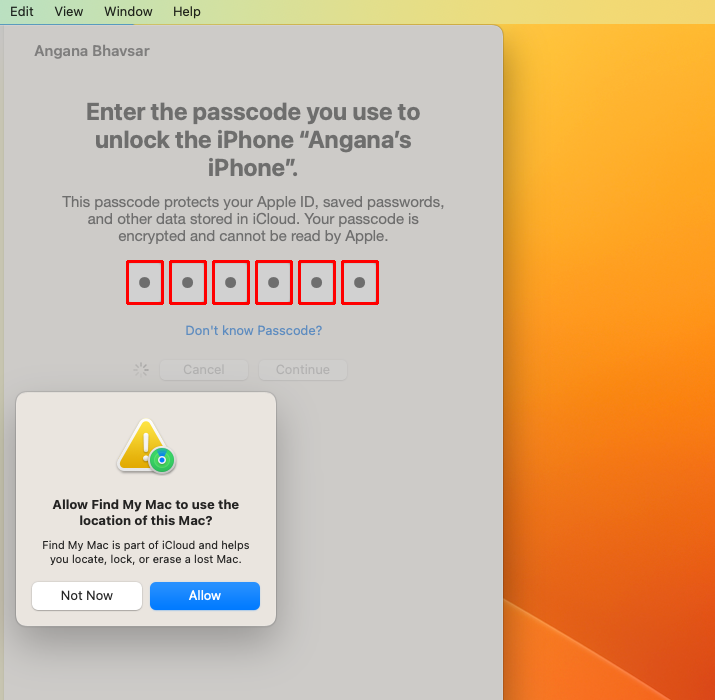 Edit View Window Help
Angana Bhavsar
Enter the passcode you use to
unlock the iPhone “Angana’s
iPhone”.
This passcode protects your Apple ID, saved passwords,
and other data stored in iCloud. Your passcode is
encrypted and cannot be read by Apple.
Don't know Passcode?
Cancel Continue
Allow Find My Mac to use the
location of this Mac?
Find My Mac is part of iCloud and helps
you locate, lock, or erase a lost Mac.
Not Now Allow